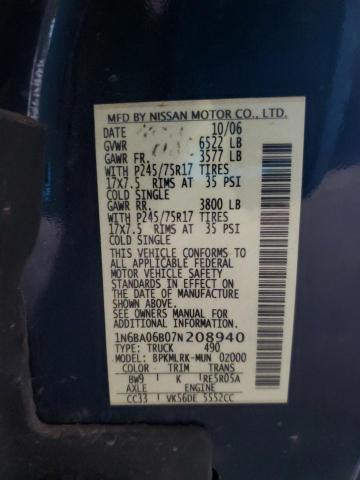 MFD BY NISSAN MOTOR CO., LTD.
DATE 10/06
GVWR 6522 LB
GAWR FR. 3577 LB
WITH P245/75R17 TIRES
17X7.5 RIMS AT 35 PSI
COLD SINGLE
GAWR RR. 3800 LB
WITH P245/75R17 TIRES
17X7.5 RIMS AT 35 PSI
COLD SINGLE
THIS VEHICLE CONFORMS TO
ALL APPLICABLE FEDERAL
MOTOR VEHICLE SAFETY
STANDARDS IN EFFECT ON
THE DATE OF MANUFACTURE
SHOWN ABOVE.
SEE OWNERS MANUAL FOR
ADDITIONAL INFORMATION
1N6BA06B07N208940
TYPE: TRUCK 490
MODEL: BPKMLRK-MUN 02000
COLOR TRIM TRANS
BW9 K RE5R05A
AXLE ENGINE
CC33 VK56DE 5552CC